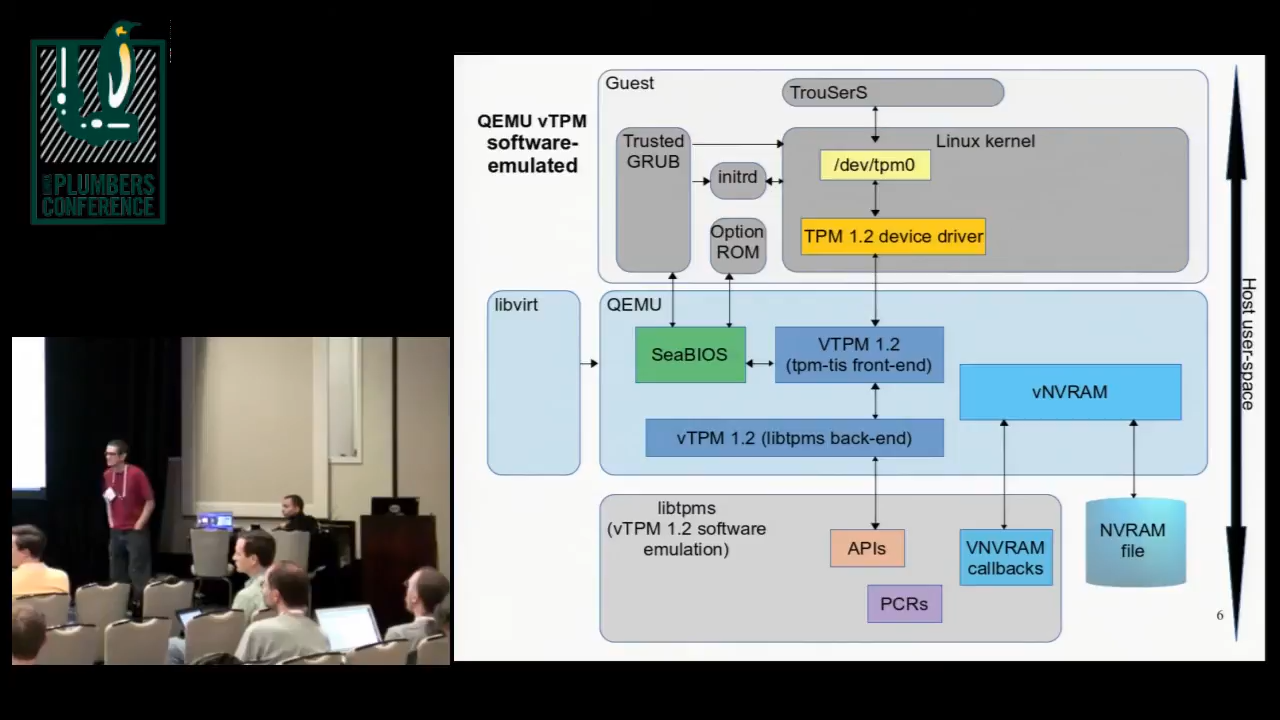 PLUMBERS
CONFERENCE
QEMU vTPM
software-
emulated
Guest
TrouSerS
Trusted
GRUB
initrd
Option
ROM
Linux kernel
/dev/tpm0
TPM 1.2 device driver
libvirt
QEMU
SeaBIOS
VTPM 1.2
(tpm-tis front-end)
vNVRAM
vTPM 1.2 (libtpms back-end)
libtpms
(vTPM 1.2 software
emulation)
APIs
VNVRAM
callbacks
PCRs
NVRAM
file
Host user-space
6